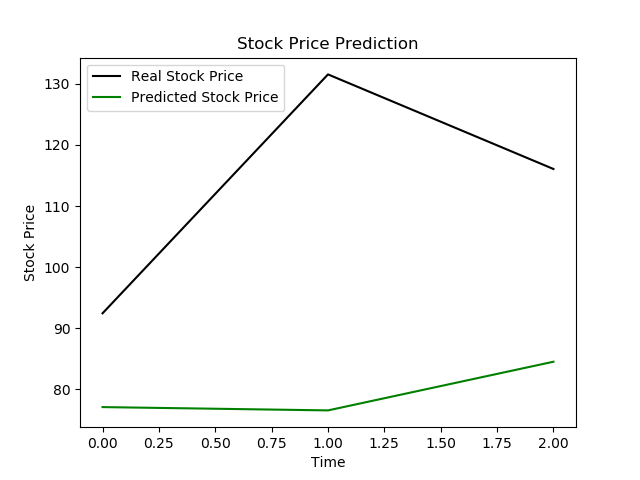 Stock Price Prediction
Real Stock Price
Predicted Stock Price
130
120
110
100
90
80
Stock Price
0.00 0.25 0.50 0.75 1.00 1.25 1.50 1.75 2.00
Time